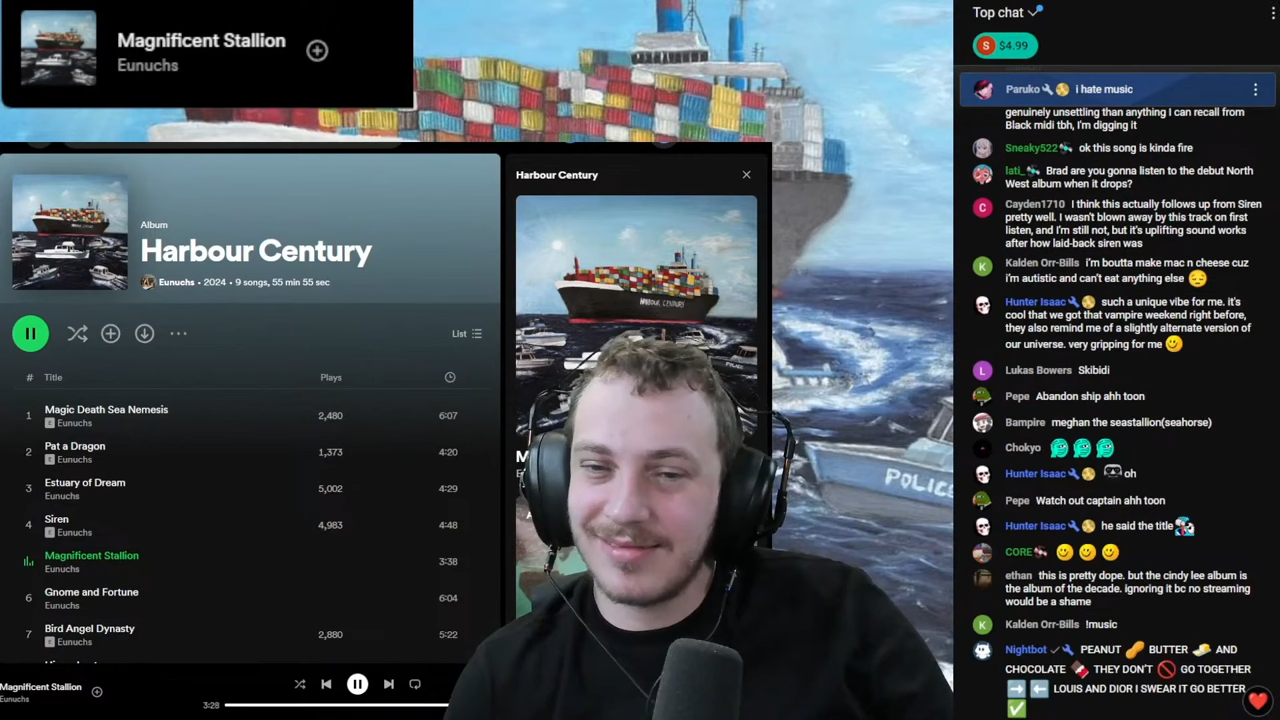 Magnificent Stallion
Eunuchs
Harbour Century
Album
Harbour Century
Eunuchs • 2024 • 9 songs, 55 min 55 sec
List
# Title Plays
1 Magic Death Sea Nemesis 2,480 6:07
E Eunuchs
2 Pat a Dragon 1,373 4:20
E Eunuchs
3 Estuary of Dream 5,002 4:29
E Eunuchs
4 Siren 4,983 4:48
E Eunuchs
Magnificent Stallion 3:38
Eunuchs
6 Gnome and Fortune 6:04
Eunuchs
7 Bird Angel Dynasty 2,880 5:22
E Eunuchs
Magnificent Stallion
Eunuchs
3:28
HARBOUR CENTURY
POLICE
Top chat
S $4.99
Paruko i hate music
genuinely unsettling than anything I can recall from
Black midi tbh, I'm digging it
Sneaky522 ok this song is kinda fire
lati_ Brad are you gonna listen to the debut North
West album when it drops?
Cayden1710 I think this actually follows up from Siren
pretty well. I wasn't blown away by this track on first
listen, and I'm still not, but it's uplifting sound works
after how laid-back siren was
Kalden Orr-Bills i'm boutta make mac n cheese cuz
i'm autistic and can't eat anything else 😔
Hunter Isaac such a unique vibe for me. it's
cool that we got that vampire weekend right before,
they also remind me of a slightly alternate version of
our universe. very gripping for me
Lukas Bowers Skibidi
Pepe Abandon ship ahh toon
Bampire meghan the seastallion(seahorse)
Chokyo
Hunter Isaac oh
Pepe Watch out captain ahh toon
Hunter Isaac he said the title
CORE
ethan this is pretty dope. but the cindy lee album is
the album of the decade. ignoring it bc no streaming
would be a shame
Kalden Orr-Bills !music
Nightbot PEANUT 🥜 BUTTER 🧈 AND
CHOCOLATE 🍫 THEY DON'T 🚫 GO TOGETHER
➡️ ⬅️ LOUIS AND DIOR I SWEAR IT GO BETTER
✅